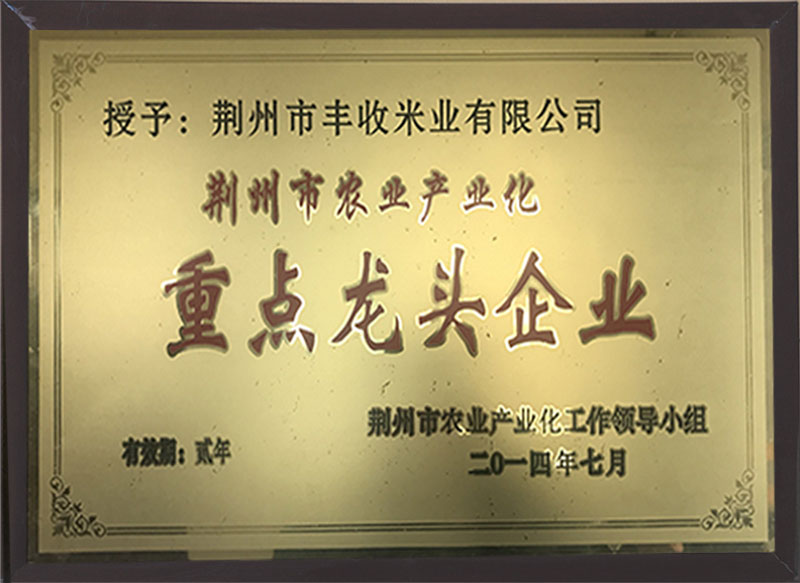 授予：荆州市丰收米业有限公司
荆州市农业产业化
重点龙头企业
荆州市农业产业化工作领导小组
有效期：贰年
二〇一四年七月